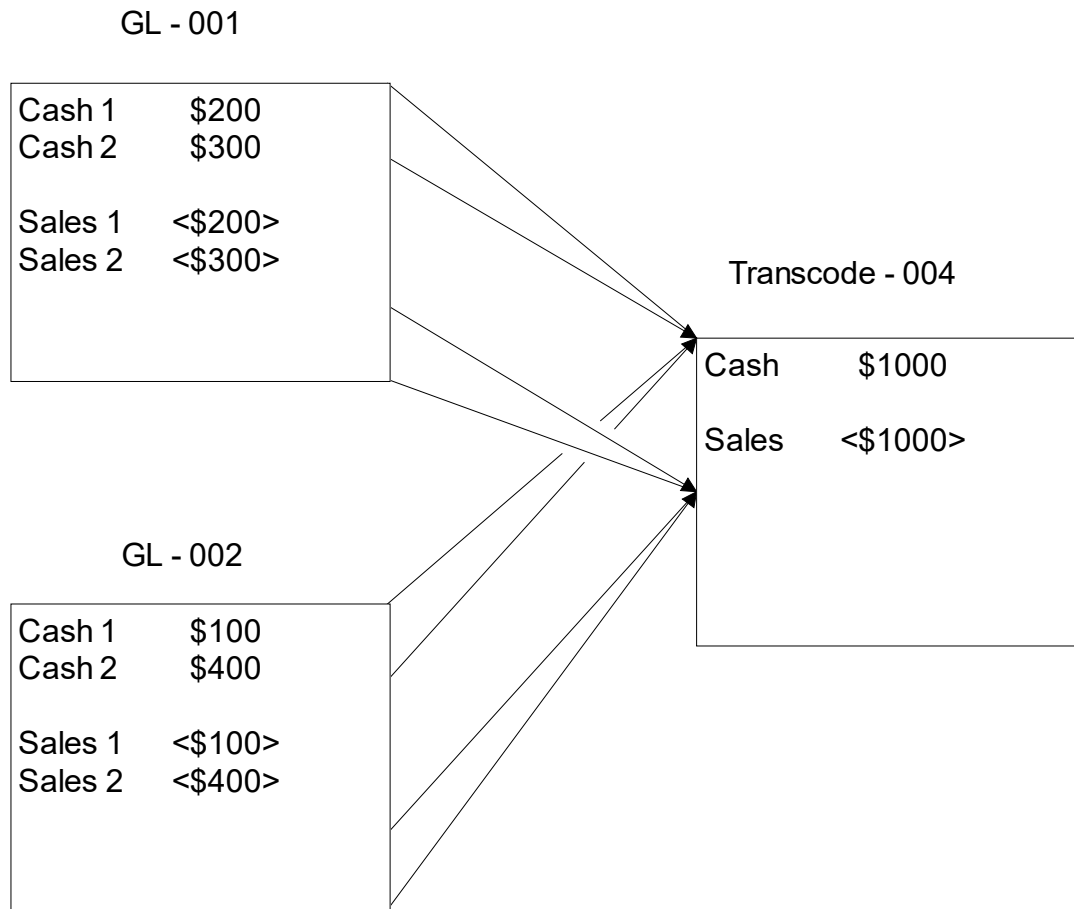 GL - 001
Cash 1 $200
Cash 2 $300
Sales 1 <$200>
Sales 2 <$300>
Transcode - 004
Cash $1000
Sales <$1000>
GL - 002
Cash 1 $100
Cash 2 $400
Sales 1 <$100>
Sales 2 <$400>